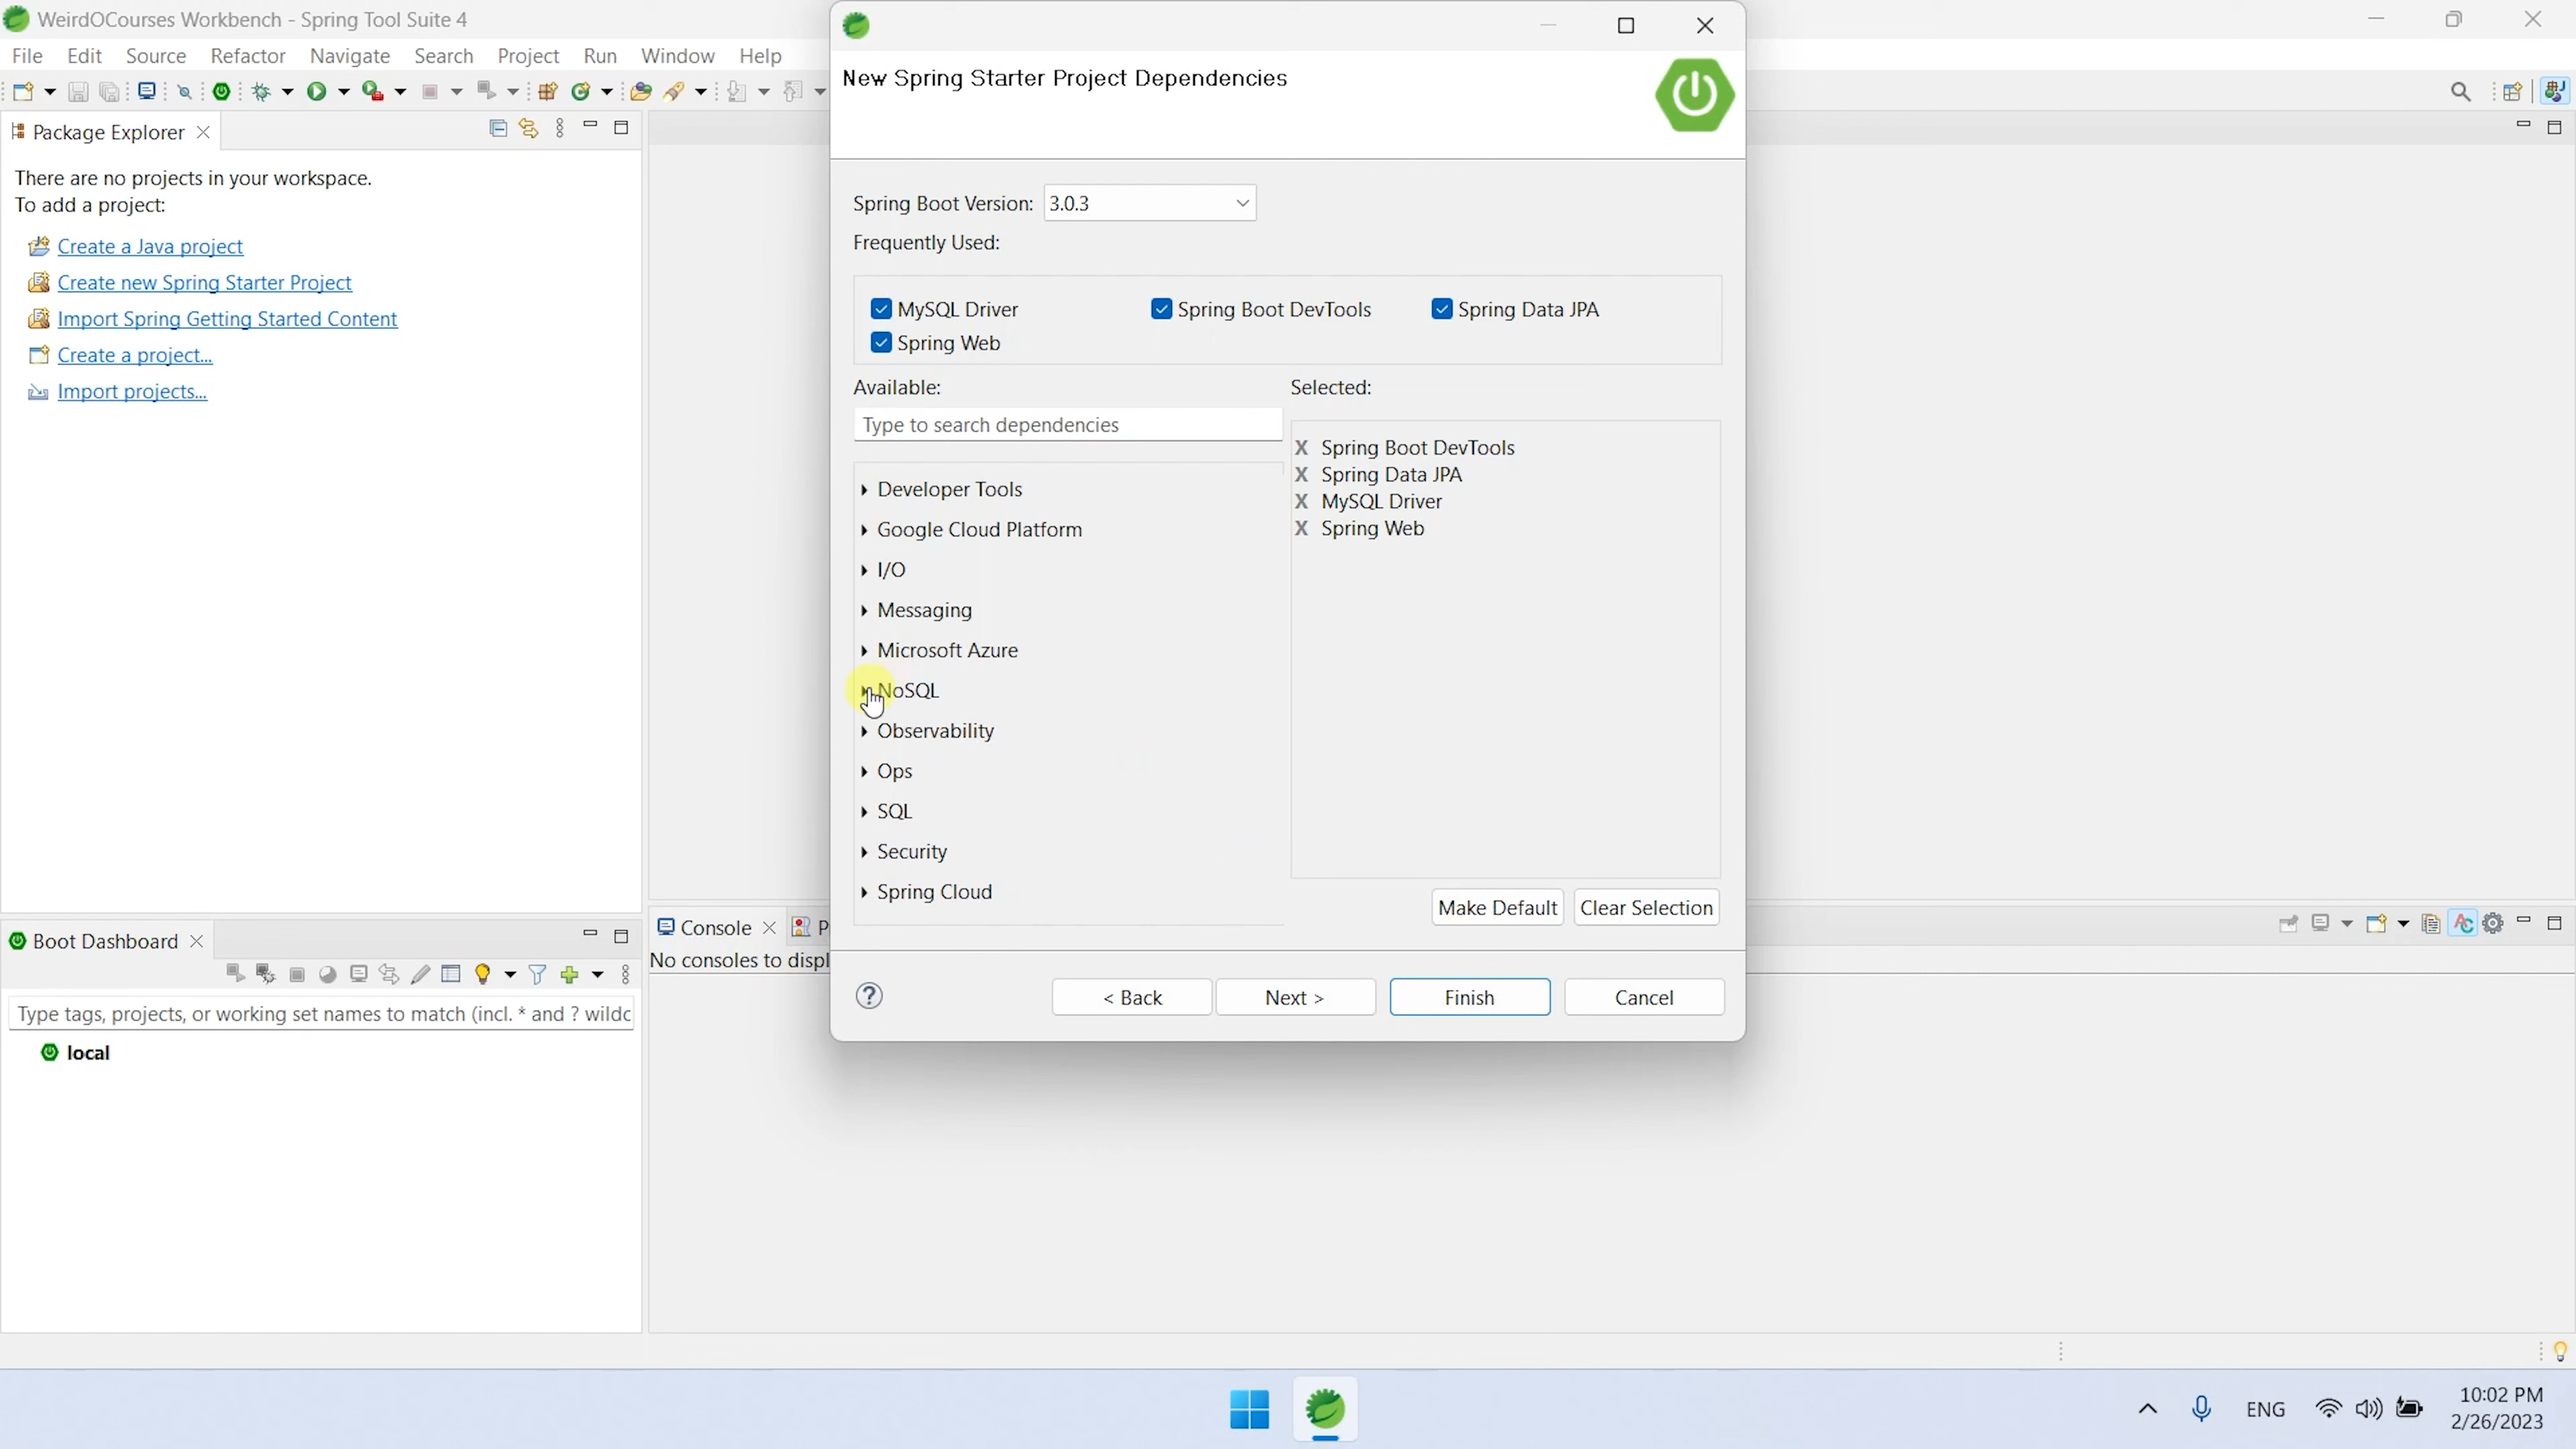 WeirdOCourses Workbench - Spring Tool Suite 4
File Edit Source Refactor Navigate Search Project Run Window Help
Package Explorer
There are no projects in your workspace.
To add a project:
Create a Java project
Create new Spring Starter Project
Import Spring Getting Started Content
Create a project...
Import projects...
New Spring Starter Project Dependencies
Spring Boot Version: 3.0.3
Frequently Used:
MySQL Driver Spring Boot DevTools Spring Data JPA
Spring Web
Available: Selected:
Type to search dependencies
X Spring Boot DevTools
X Spring Data JPA
X MySQL Driver
X Spring Web
Developer Tools
Google Cloud Platform
I/O
Messaging
Microsoft Azure
NoSQL
Observability
Ops
SQL
Security
Spring Cloud
Make Default Clear Selection
< Back Next > Finish Cancel
Boot Dashboard
Type tags, projects, or working set names to match (incl. * and ? wildc
local
Console P
No consoles to displ
ENG
10:02 PM
2/26/2023